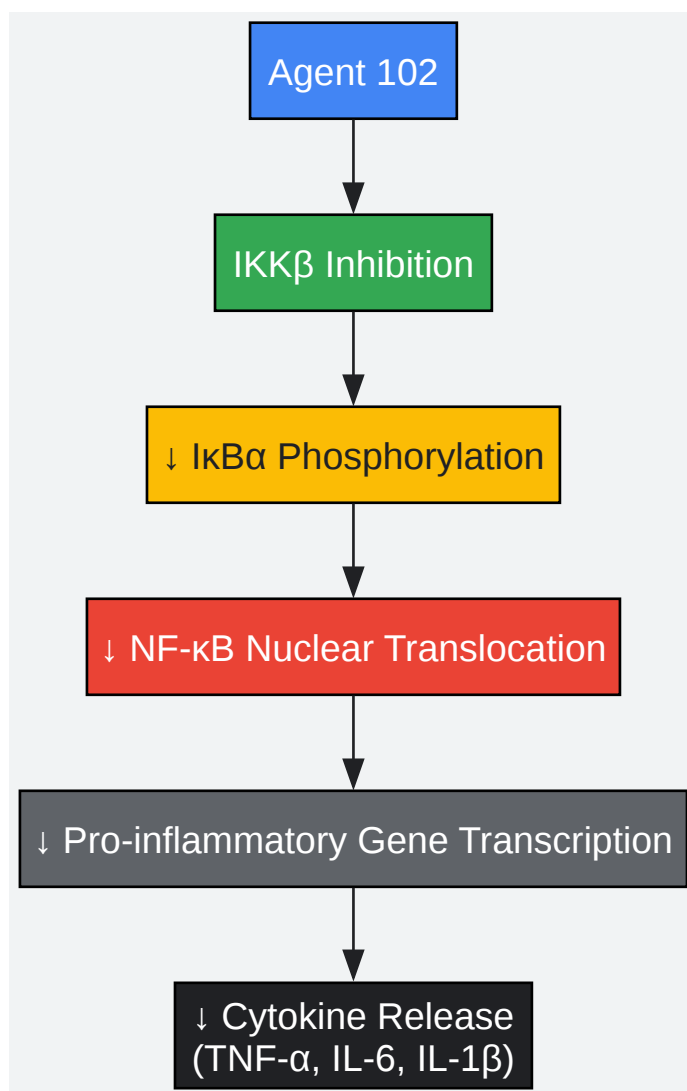 Agent 102
IKKβ Inhibition
↓ IκBα Phosphorylation
↓ NF-κB Nuclear Translocation
↓ Pro-inflammatory Gene Transcription
↓ Cytokine Release
(TNF-α, IL-6, IL-1β)